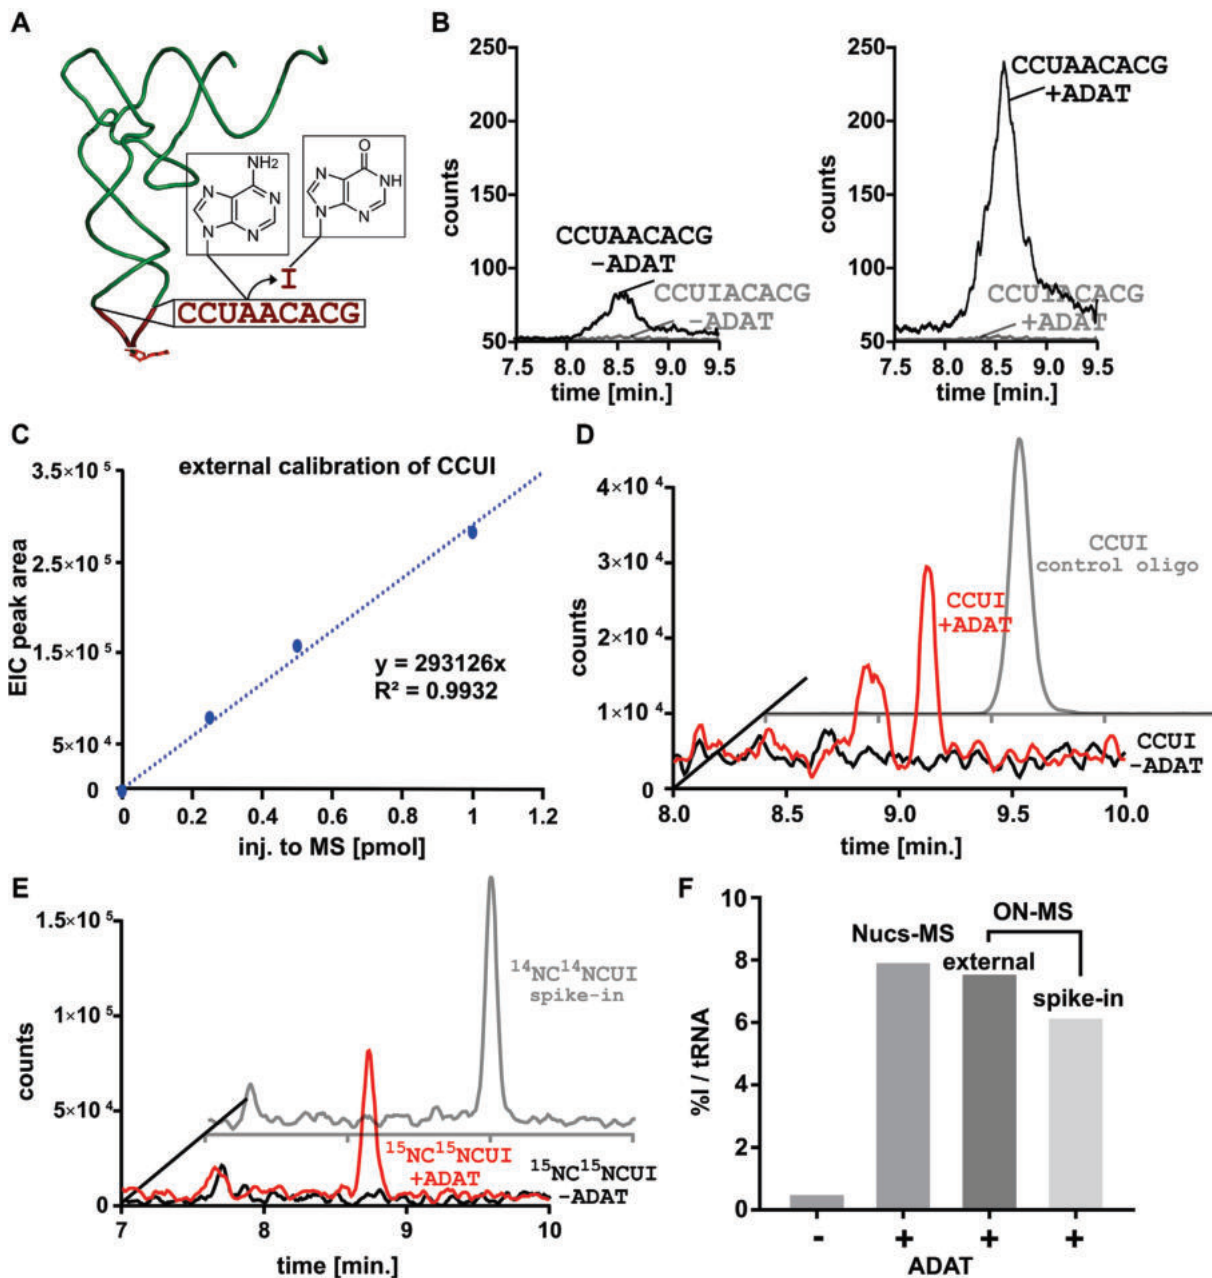 A
NH2
N
N
N
N
O
N
NH
N
N
I
CCUAACACG
B
250
200
150
100
50
counts
CCUAACACG
-ADAT
CCUIACACG
-ADAT
7.5 8.0 8.5 9.0 9.5
time [min.]
250
200
150
100
50
counts
CCUAACACG
+ADAT
CCUIACACG
+ADAT
7.5 8.0 8.5 9.0 9.5
time [min.]
C
external calibration of CCUI
3.5×10 5
2.5×10 5
1.5×10 5
5×10 4
0
EIC peak area
y = 293126x
R² = 0.9932
0 0.2 0.4 0.6 0.8 1 1.2
inj. to MS [pmol]
D
4×10 4
3×10 4
2×10 4
1×10 4
0
counts
CCUI
control oligo
CCUI
+ADAT
CCUI
-ADAT
8.0 8.5 9.0 9.5 10.0
time [min.]
E
1.5×10 5
1×10 5
5×10 4
0
counts
14NC14NCUI
spike-in
15NC15NCUI
+ADAT
15NC15NCUI
-ADAT
7 8 9 10
time [min.]
F
10
8
6
4
2
0
%I / tRNA
ON-MS
Nucs-MS
external
spike-in
- + + +
ADAT